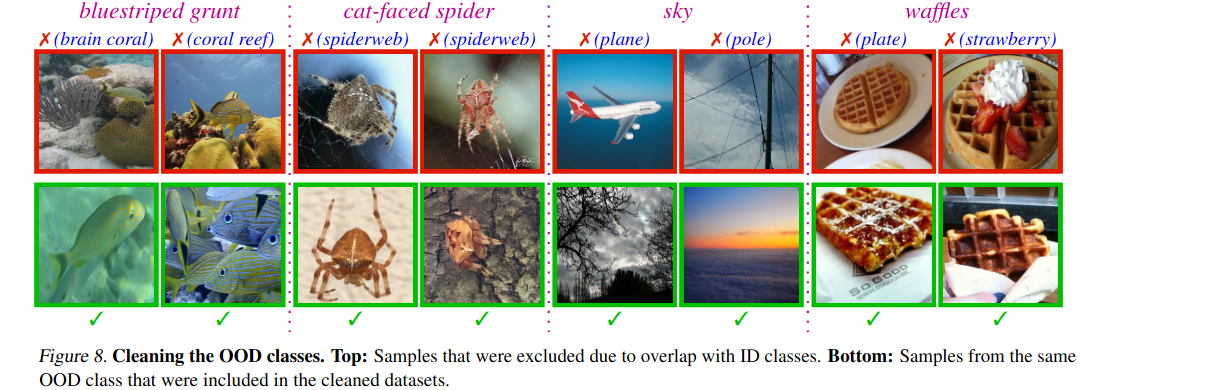 bluestriped grunt cat-faced spider sky waffles
✗(brain coral) ✗(coral reef) ✗(spiderweb) ✗(spiderweb) ✗(plane) ✗(pole) ✗(plate) ✗(strawberry)
SO GOOD
✓ ✓ ✓ ✓ ✓ ✓ ✓ ✓
Figure 8. Cleaning the OOD classes. Top: Samples that were excluded due to overlap with ID classes. Bottom: Samples from the same
OOD class that were included in the cleaned datasets.